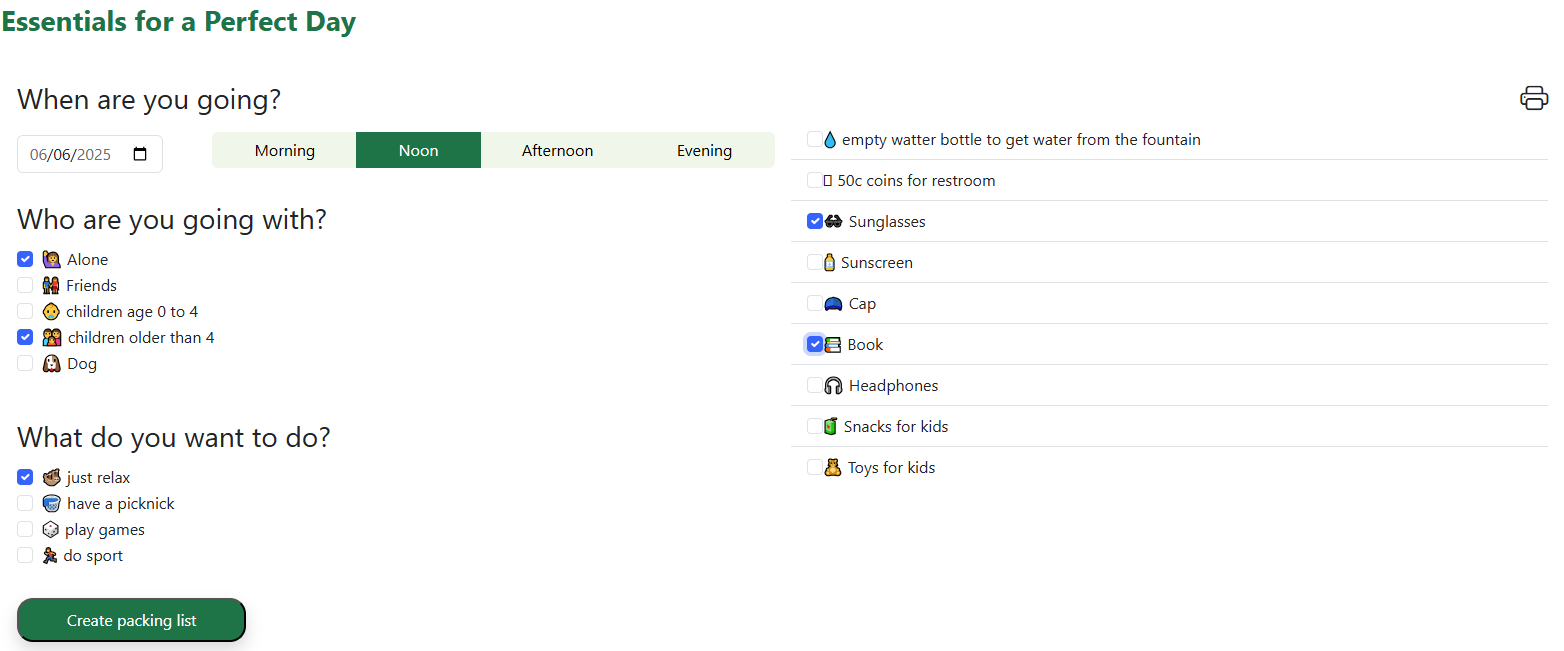 Essentials for a Perfect Day
When are you going?
06/06/2025
Morning Noon Afternoon Evening
Who are you going with?
Alone
Friends
children age 0 to 4
children older than 4
Dog
What do you want to do?
just relax
have a picknick
play games
do sport
Create packing list
empty watter bottle to get water from the fountain
50c coins for restroom
Sunglasses
Sunscreen
Cap
Book
Headphones
Snacks for kids
Toys for kids